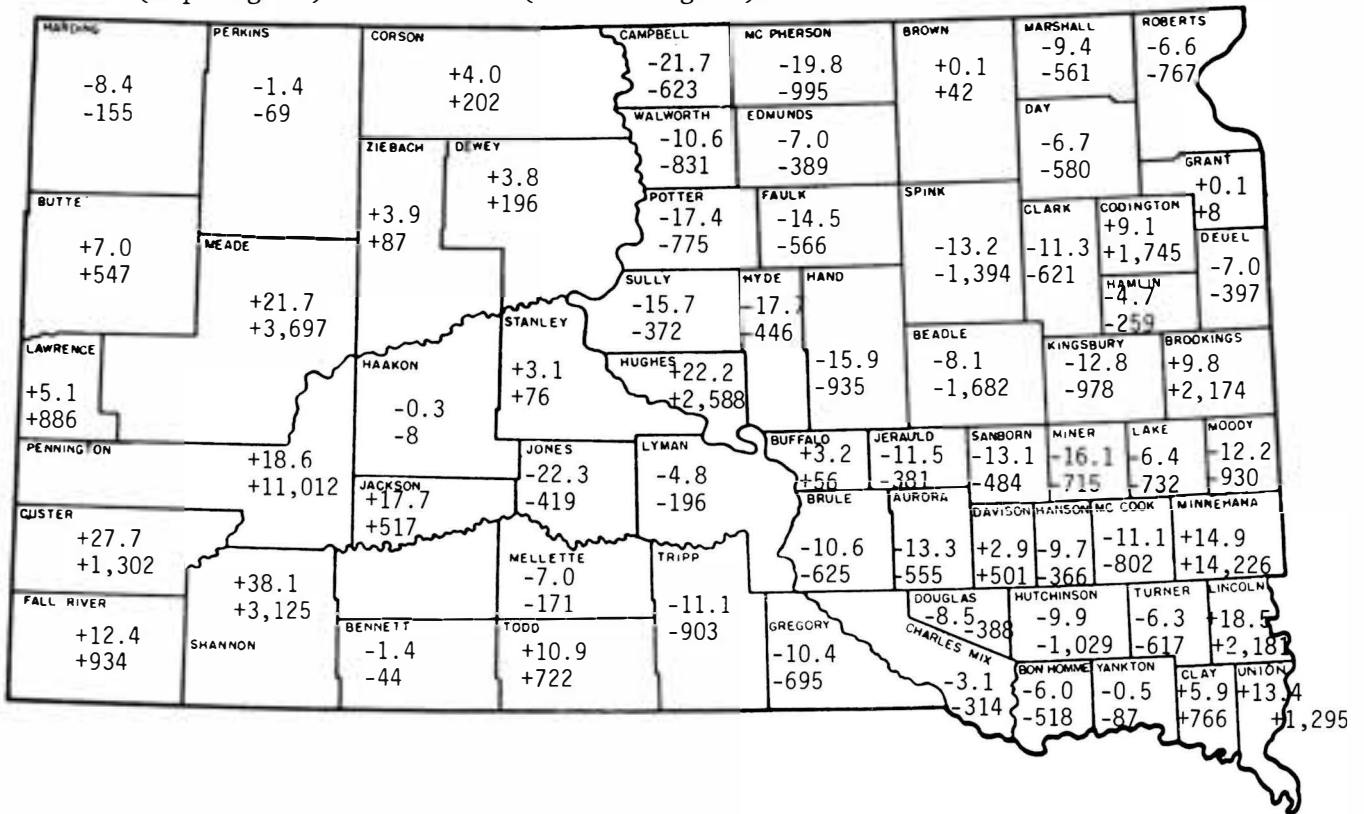 HARDING
-8.4
-155
PERKINS
-1.4
-69
CORSON
+4.0
+202
CAMPBELL
-21.7
-623
MC PHERSON
-19.8
-995
BROWN
+0.1
+42
MARSHALL
-9.4
-561
ROBERTS
-6.6
-767
WALWORTH
-10.6
-831
EDMUNDS
-7.0
-389
DAY
-6.7
-580
ZIEBACH
+3.9
+87
DEWEY
+3.8
+196
GRANT
+0.1
+8
BUTTE
+7.0
+547
MEADE
+21.7
+3,697
POTTER
-17.4
-775
FAULK
-14.5
-566
SPINK
-13.2
-1,394
CLARK
-11.3
-621
CODINGTON
+9.1
+1,745
DEUEL
-7.0
-397
HAMLIN
-4.7
-259
SULLY
-15.7
-372
HYDE
-17.7
-446
HAND
-15.9
-935
STANLEY
+3.1
+76
LAWRENCE
+5.1
+886
HAAKON
-0.3
-8
HUGHES
+22.2
+2,588
BEADLE
-8.1
-1,682
KINGSBURY
-12.8
-978
BROOKINGS
+9.8
+2,174
PENNINGTON
+18.6
+11,012
JACKSON
+17.7
+517
JONES
-22.3
-419
LYMAN
-4.8
-196
BUFFALO
+3.2
+56
JERAULD
-11.5
-381
SANBORN
-13.1
-484
MINER
-16.1
-715
LAKE
-6.4
-732
MOODY
-12.2
-930
CUSTER
+27.7
+1,302
BRULE
-10.6
-625
AURORA
-13.3
-555
DAVISON
+2.9
+501
HANSON
-9.7
-366
MC COOK
-11.1
-802
MINNEHAHA
+14.9
+14,226
FALL RIVER
+12.4
+934
+38.1
+3,125
SHANNON
BENNETT
-1.4
-44
MELLETTE
-7.0
-171
TODD
+10.9
+722
TRIPP
-11.1
-903
GREGORY
-10.4
-695
DOUGLAS
-8.5
-388
CHARLES MIX
-3.1
-314
HUTCHINSON
-9.9
-1,029
TURNER
-6.3
-617
LINCOLN
+18.5
+2,181
BON HOMME
-6.0
-518
YANKTON
-0.5
-87
CLAY
+5.9
+766
UNION
+13.4
+1,295